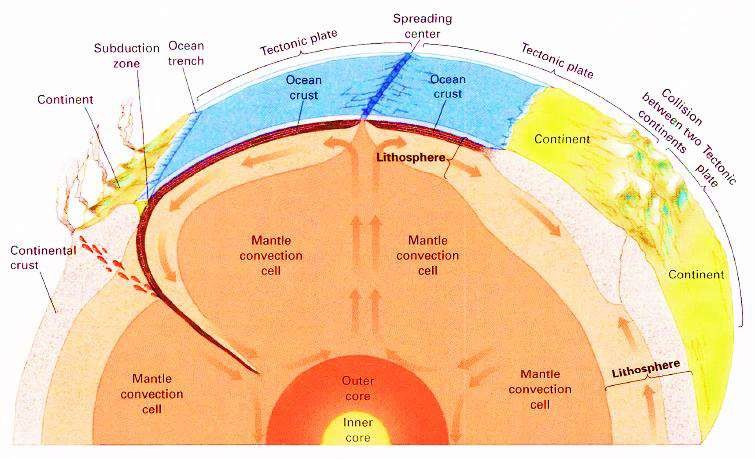 Spreading
center
Tectonic plate
Tectonic plate
Subduction
zone
Ocean
trench
Ocean
crust
Ocean
crust
Continent
Collision
between two Tectonic
continents plate
Continent
Lithosphere
Continental
crust
Mantle
convection
cell
Mantle
convection
cell
Continent
Mantle
convection
cell
Outer
core
Inner
core
Mantle
convection
cell
Lithosphere